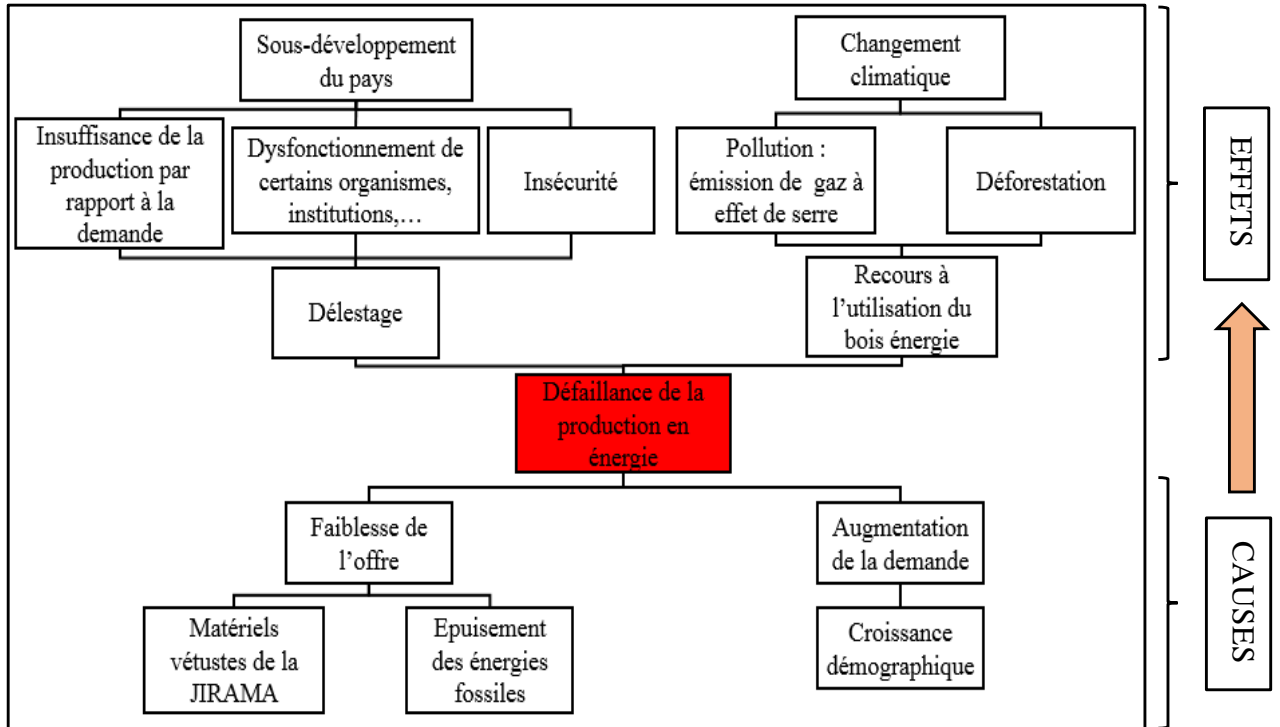 Sous-développement
du pays
Changement
climatique
Insuffisance de la
production par
rapport à la
demande
Dysfonctionnement de
certains organismes,
institutions,…
Insécurité
Pollution :
émission de gaz à
effet de serre
Déforestation
EFFETS
Délestage
Recours à
l’utilisation du
bois énergie
Défaillance de la
production en
énergie
Faiblesse de
l’offre
Augmentation
de la demande
CAUSES
Matériels
vétustes de la
JIRAMA
Epuisement
des énergies
fossiles
Croissance
démographique